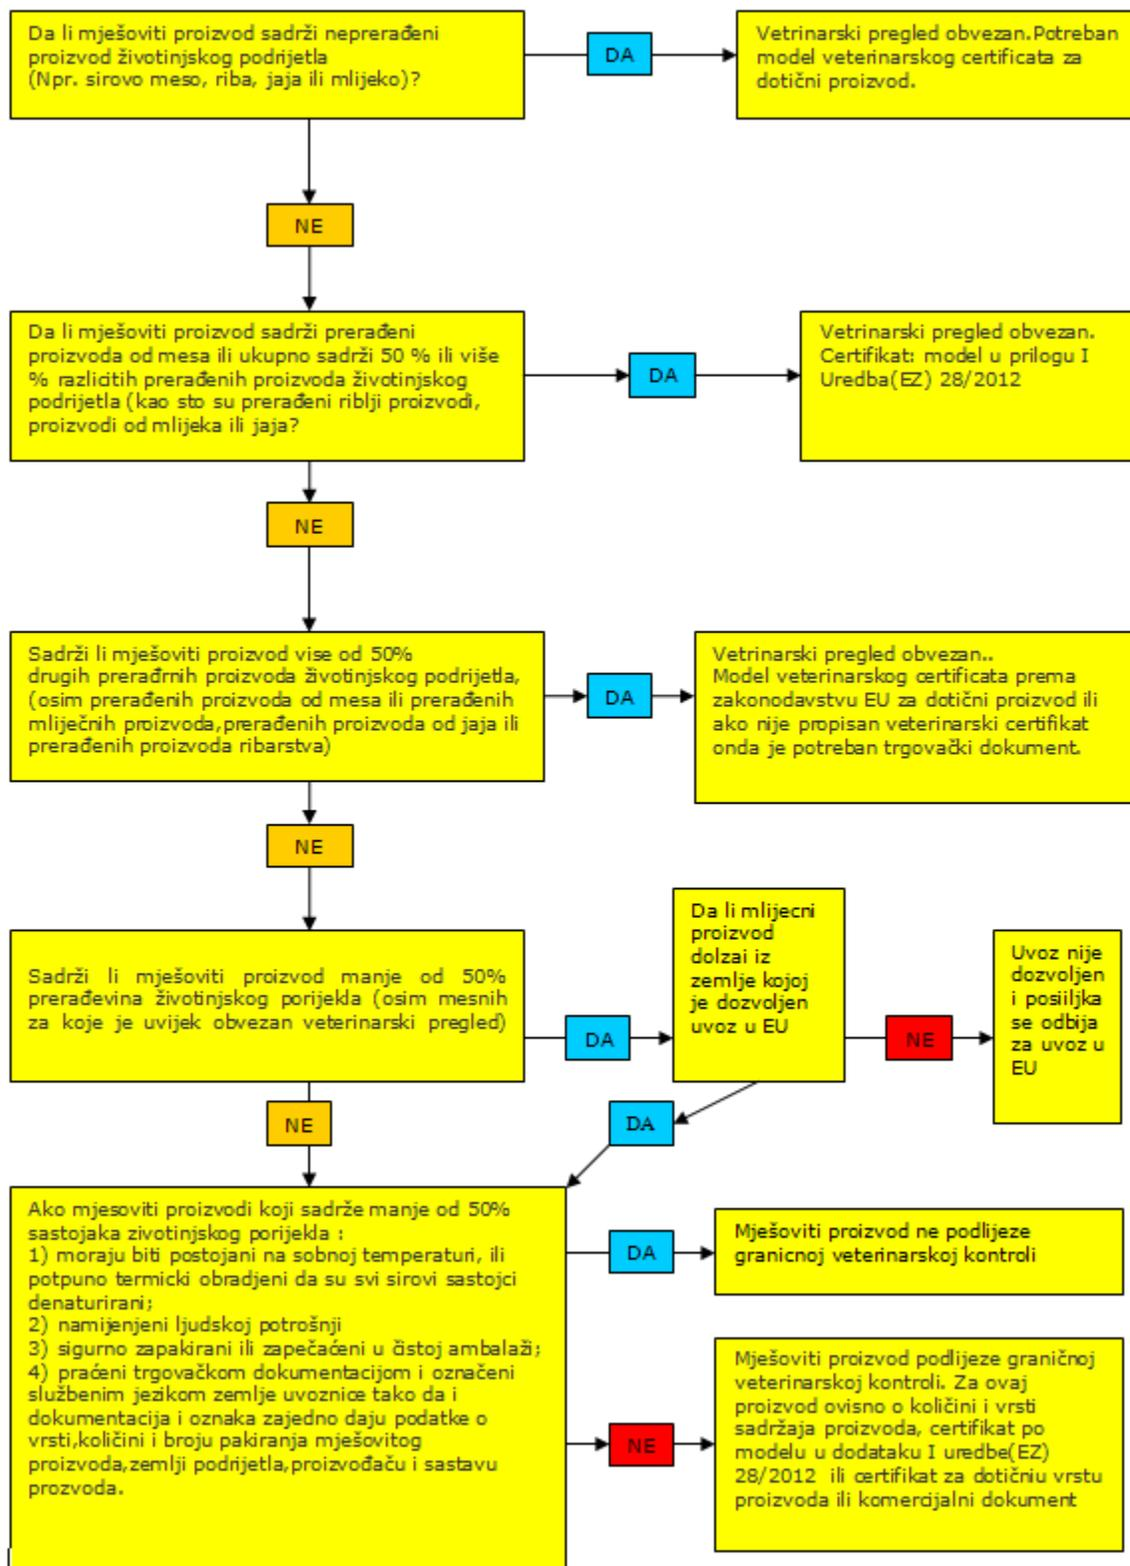 Da li mješoviti proizvod sadrži neprerađeni
proizvod životinjskog podrijetla
(Npr. sirovo meso, riba, jaja ili mlijeko)?
DA
Vetrinarski pregled obvezan.Potreban
model veterinarskog certificata za
dotični proizvod.
NE
Da li mješoviti proizvod sadrži prerađeni
proizvoda od mesa ili ukupno sadrži 50 % ili više
% razlicitih prerađenih proizvoda životinjskog
podrijetla (kao sto su prerađeni riblji proizvodi,
proizvodi od mlijeka ili jaja?
DA
Vetrinarski pregled obvezan.
Certifikat: model u prilogu I
Uredba(EZ) 28/2012
NE
Sadrži li mješoviti proizvod vise od 50%
drugih prerađrnih proizvoda životinjskog podrijetla,
(osim prerađenih proizvoda od mesa ili prerađenih
mliječnih proizvoda,prerađenih proizvoda od jaja ili
prerađenih proizvoda ribarstva)
DA
Vetrinarski pregled obvezan..
Model veterinarskog certificata prema
zakonodavstvu EU za dotični proizvod ili
ako nije propisan veterinarski certifikat
onda je potreban trgovački dokument.
NE
Sadrži li mješoviti proizvod manje od 50%
prerađevina životinjskog porijekla (osim mesnih
za koje je uvijek obvezan veterinarski pregled)
DA
Da li mlijecni
proizvod
dolzai iz
zemlje kojoj
je dozvoljen
uvoz u EU
NE
Uvoz nije
dozvoljen
i posiiljka
se odbija
za uvoz u
EU
NE
DA
Ako mjesoviti proizvodi koji sadrže manje od 50%
sastojaka zivotinjskog porijekla :
1) moraju biti postojani na sobnoj temperaturi, ili
potpuno termicki obradjeni da su svi sirovi sastojci
denaturirani;
2) namijenjeni ljudskoj potrošnji
3) sigurno zapakirani ili zapečaćeni u čistoj ambalaži;
4) praćeni trgovačkom dokumentacijom i označeni
službenim jezikom zemlje uvoznice tako da i
dokumentacija i oznaka zajedno daju podatke o
vrsti,količini i broju pakiranja mješovitog
proizvoda,zemlji podrijetla,proizvođaču i sastavu
prozvoda.
DA
Mješoviti proizvod ne podlijeze
granicnoj veterinarskoj kontroli
NE
Mješoviti proizvod podlijeze graničnoj
veterinarskoj kontroli. Za ovaj
proizvod ovisno o količini i vrsti
sadržaja proizvoda, certifikat po
modelu u dodataku I uredbe(EZ)
28/2012 ili certifikat za dotičniu vrstu
proizvoda ili komercijalni dokument